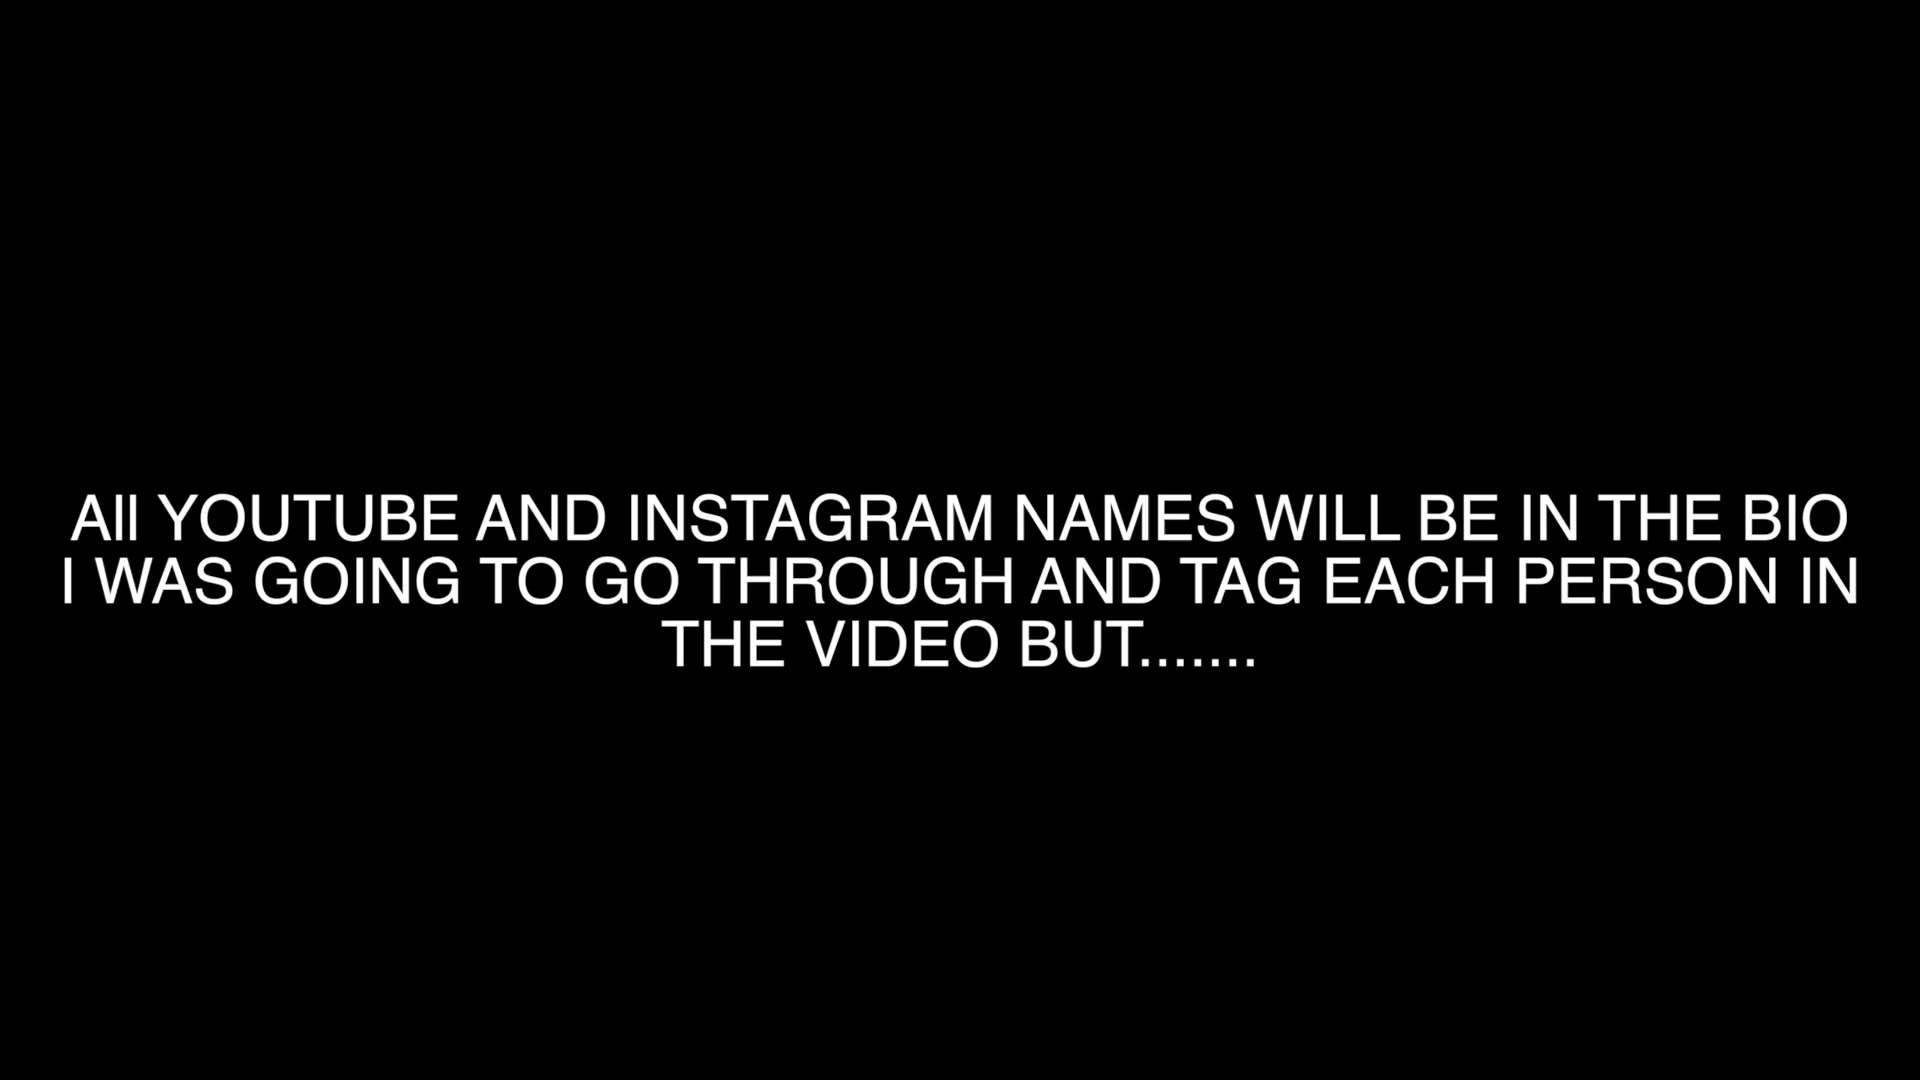 All YOUTUBE AND INSTAGRAM NAMES WILL BE IN THE BIO
I WAS GOING TO GO THROUGH AND TAG EACH PERSON IN
THE VIDEO BUT.......